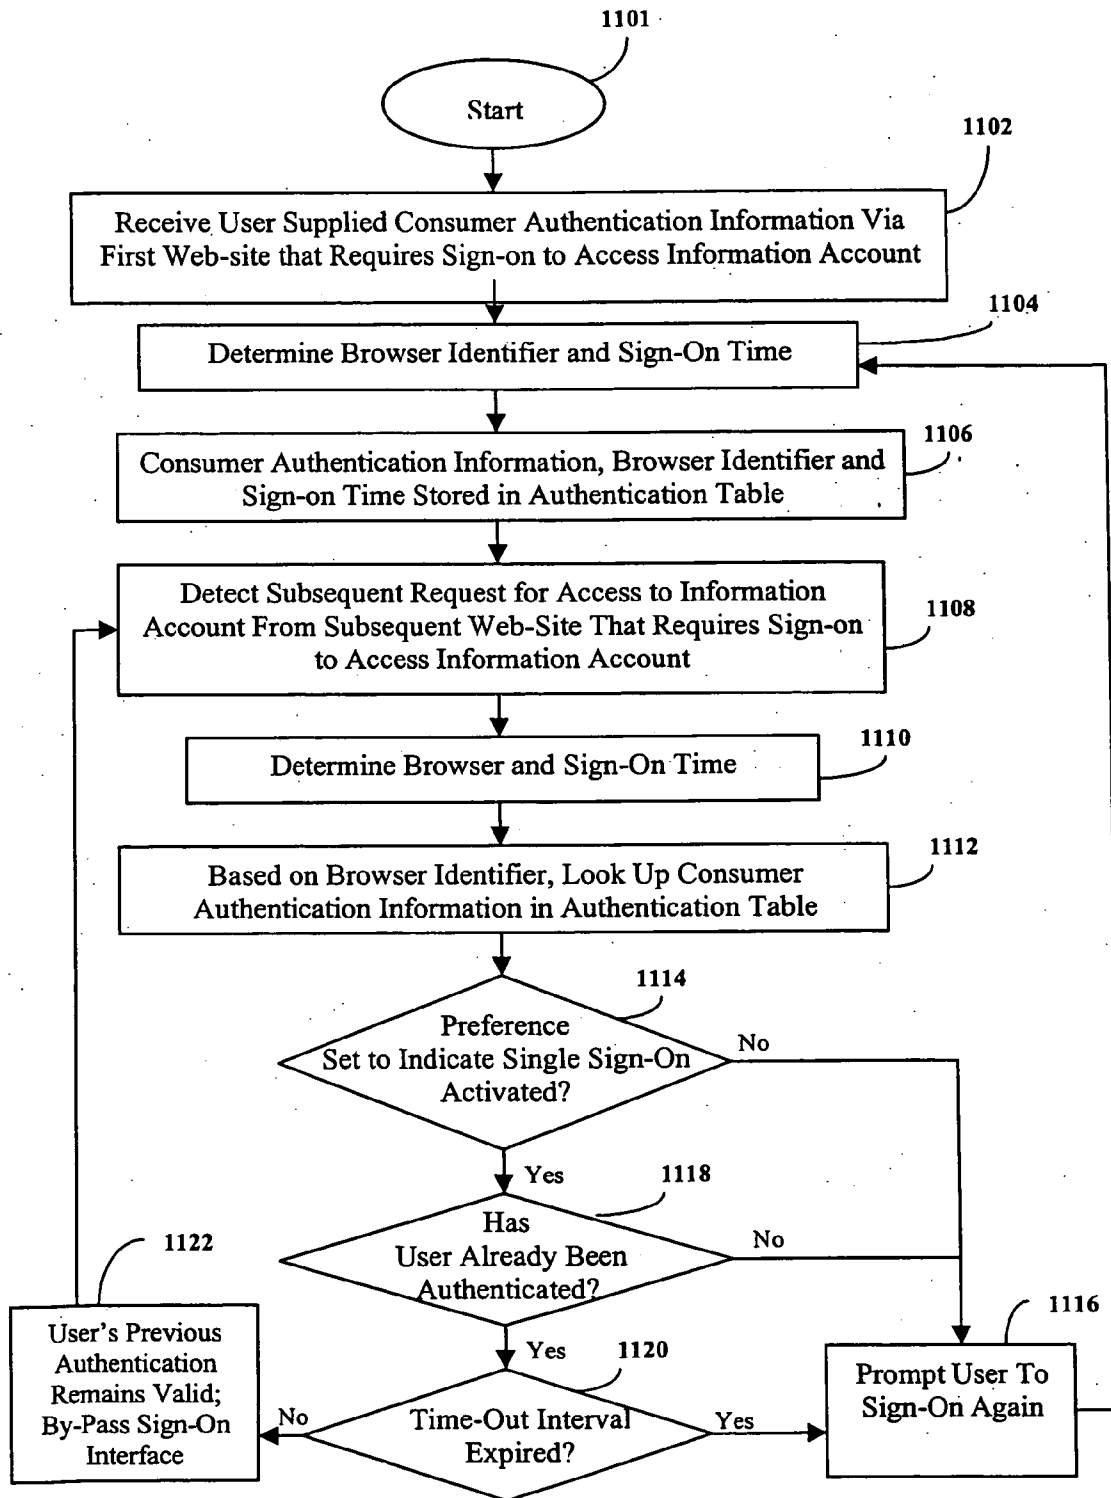 1101
Start
1102
Receive User Supplied Consumer Authentication Information Via
First Web-site that Requires Sign-on to Access Information Account
1104
Determine Browser Identifier and Sign-On Time
1106
Consumer Authentication Information, Browser Identifier and
Sign-on Time Stored in Authentication Table
Detect Subsequent Request for Access to Information
Account From Subsequent Web-Site That Requires Sign-on
to Access Information Account
1108
1110
Determine Browser and Sign-On Time
1112
Based on Browser Identifier, Look Up Consumer
Authentication Information in Authentication Table
1114
Preference
Set to Indicate Single Sign-On
Activated?
No
Yes
1118
Has
User Already Been
Authenticated?
No
1122
User's Previous
Authentication
Remains Valid;
By-Pass Sign-On
Interface
Yes
1120
Time-Out Interval
Expired?
No
Yes
1116
Prompt User To
Sign-On Again